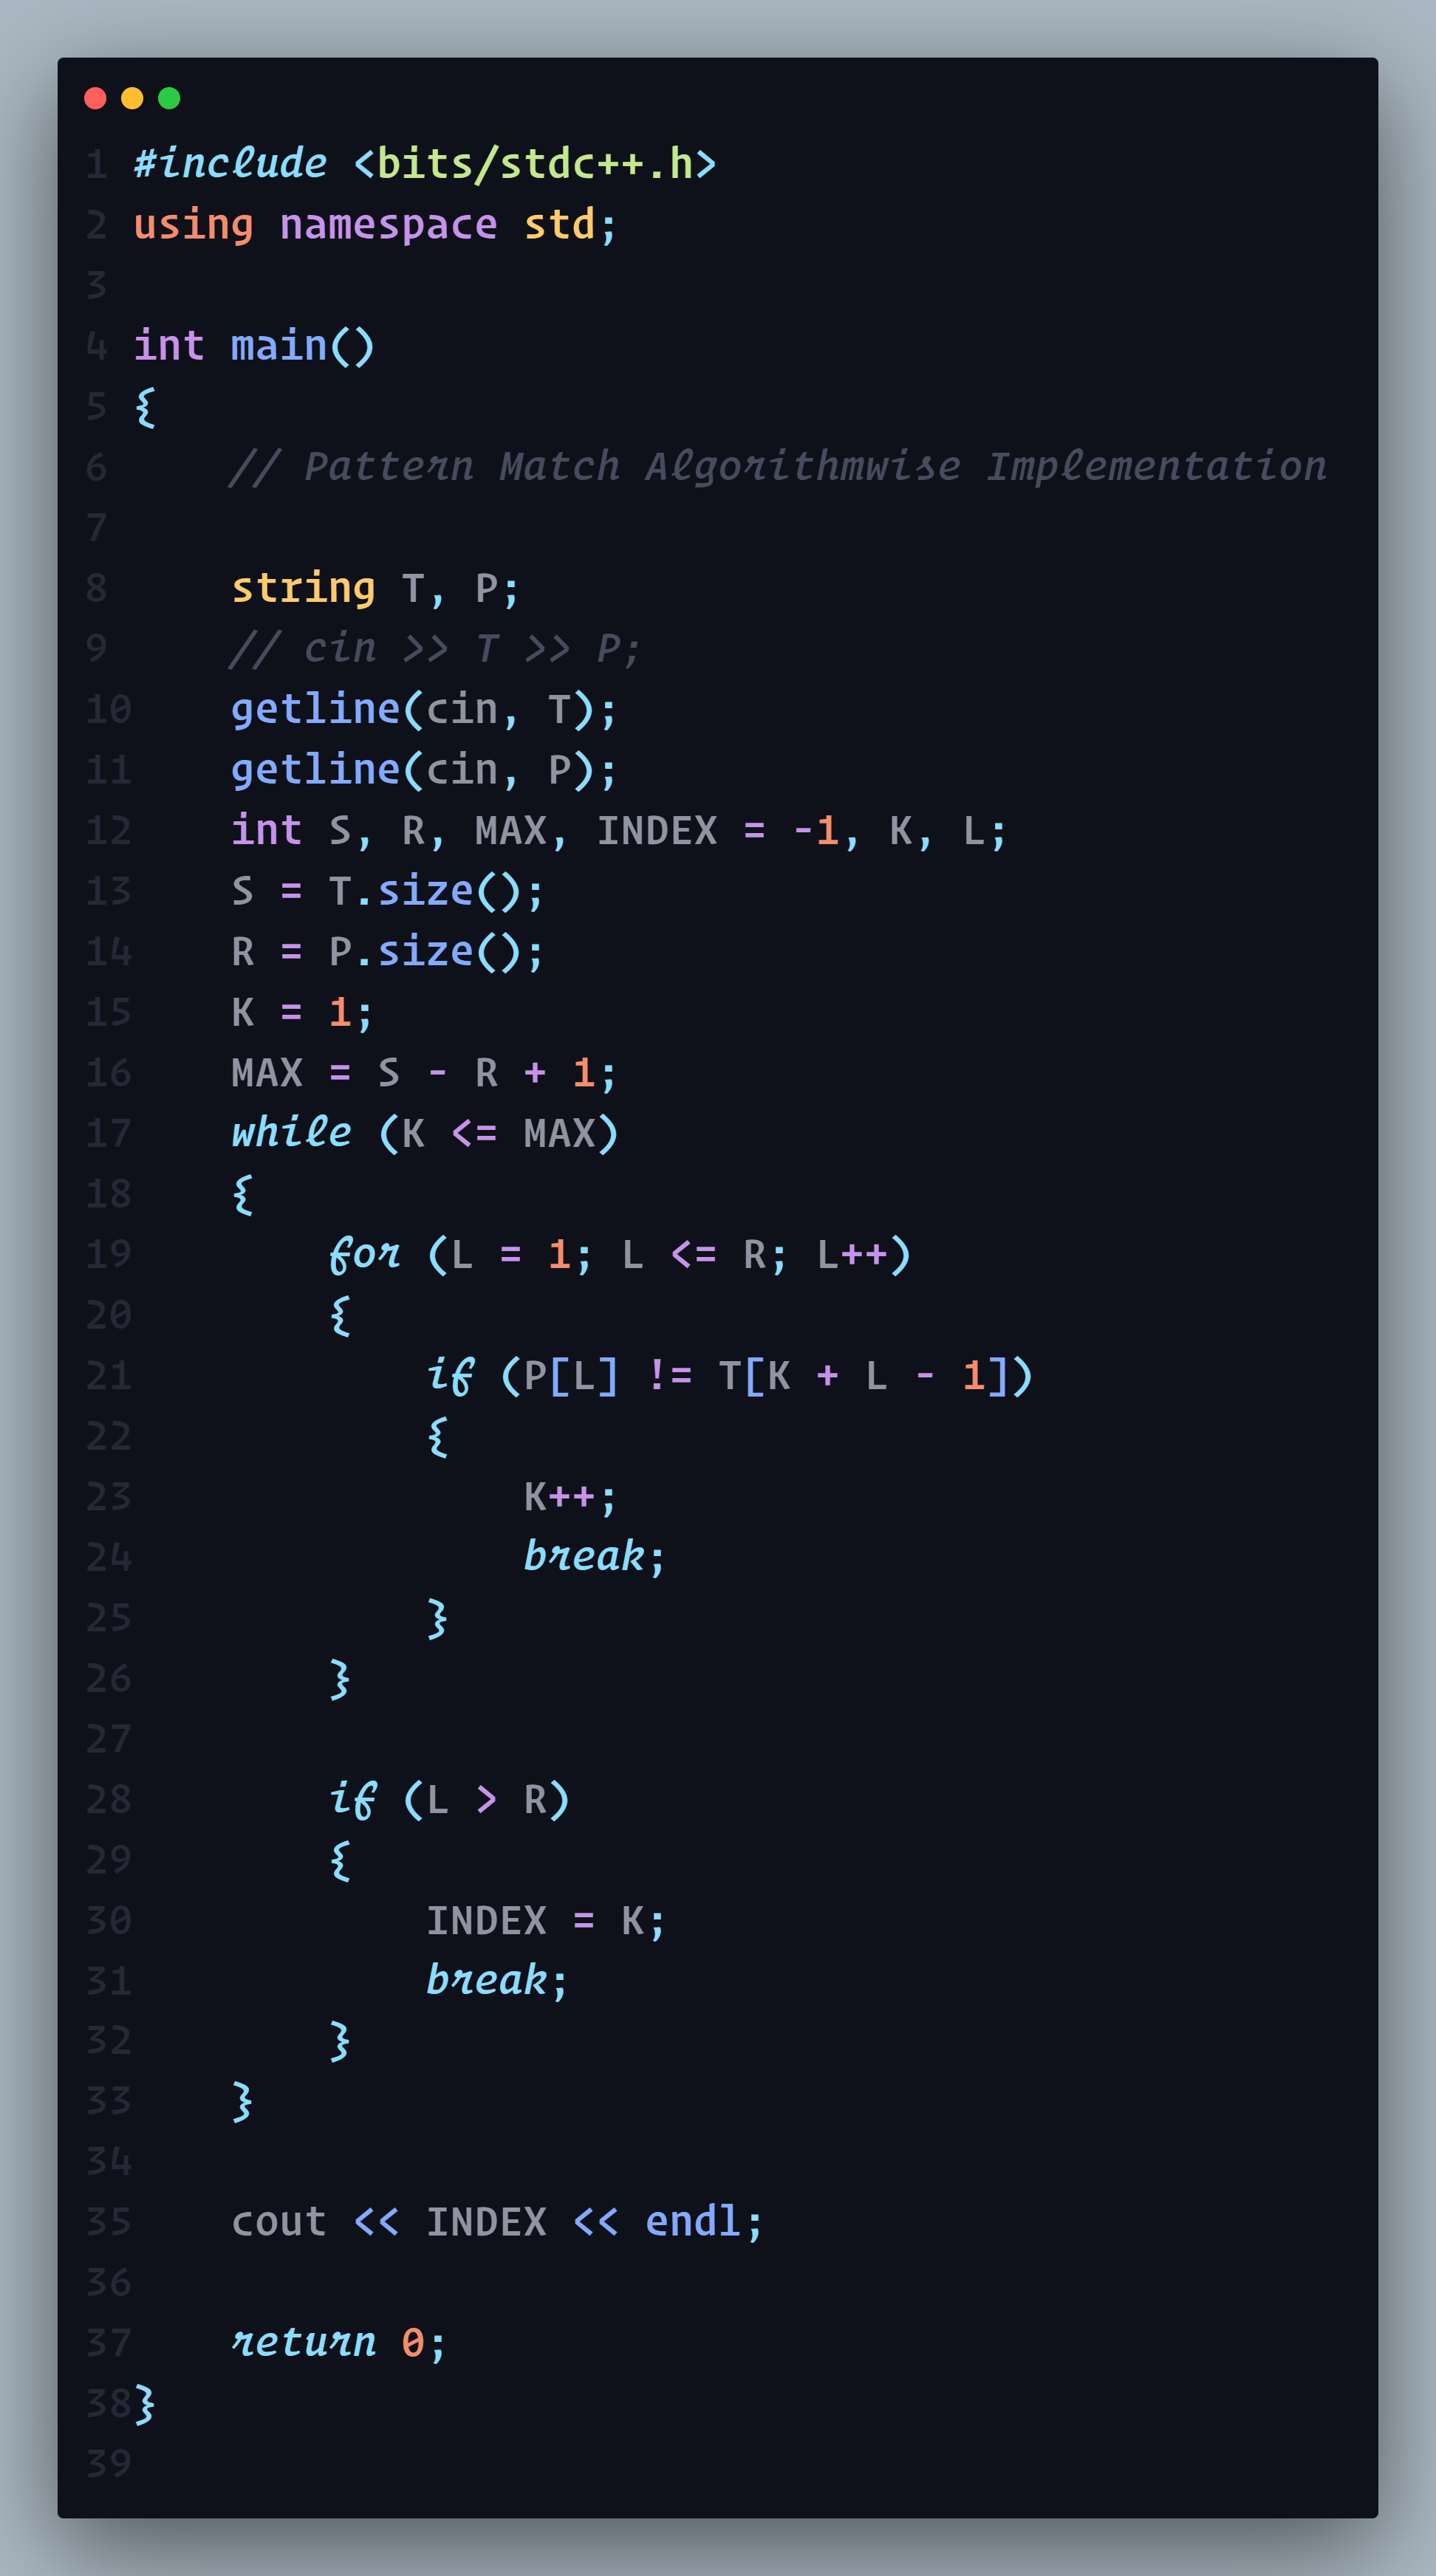 1 #include <bits/stdc++.h>
2 using namespace std;
3
4 int main()
5 {
6     // Pattern Match Algorithmwise Implementation
7
8     string T, P;
9     // cin >> T >> P;
10     getline(cin, T);
11     getline(cin, P);
12     int S, R, MAX, INDEX = -1, K, L;
13     S = T.size();
14     R = P.size();
15     K = 1;
16     MAX = S - R + 1;
17     while (K <= MAX)
18     {
19         for (L = 1; L <= R; L++)
20         {
21             if (P[L] != T[K + L - 1])
22             {
23                 K++;
24                 break;
25             }
26         }
27
28         if (L > R)
29         {
30             INDEX = K;
31             break;
32         }
33     }
34
35     cout << INDEX << endl;
36
37     return 0;
38 }
39